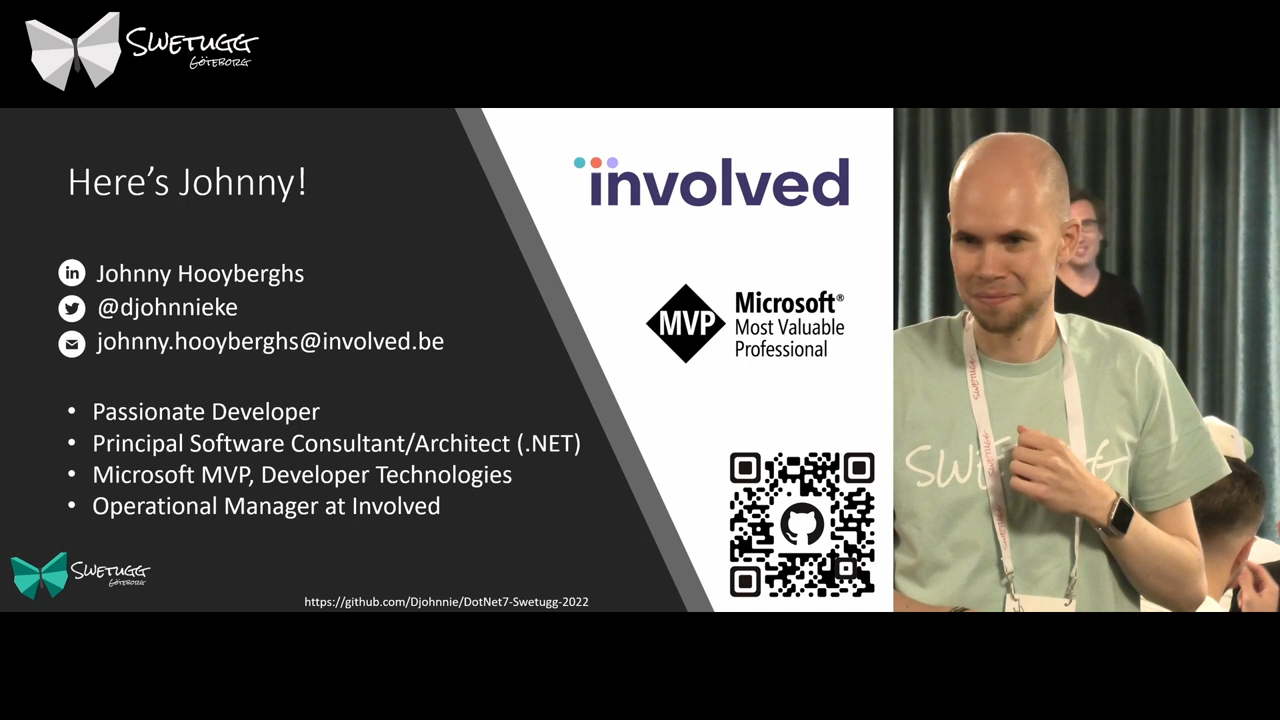 SWETUGG
GÖTEBORG
Here's Johnny!
involved
in Johnny Hooyberghs
@djohnnieke
johnny.hooyberghs@involved.be
MVP
Microsoft®
Most Valuable
Professional
• Passionate Developer
• Principal Software Consultant/Architect (.NET)
• Microsoft MVP, Developer Technologies
• Operational Manager at Involved
SWETUGG
GÖTEBORG
https://github.com/Djohnnie/DotNet7-Swetugg-2022